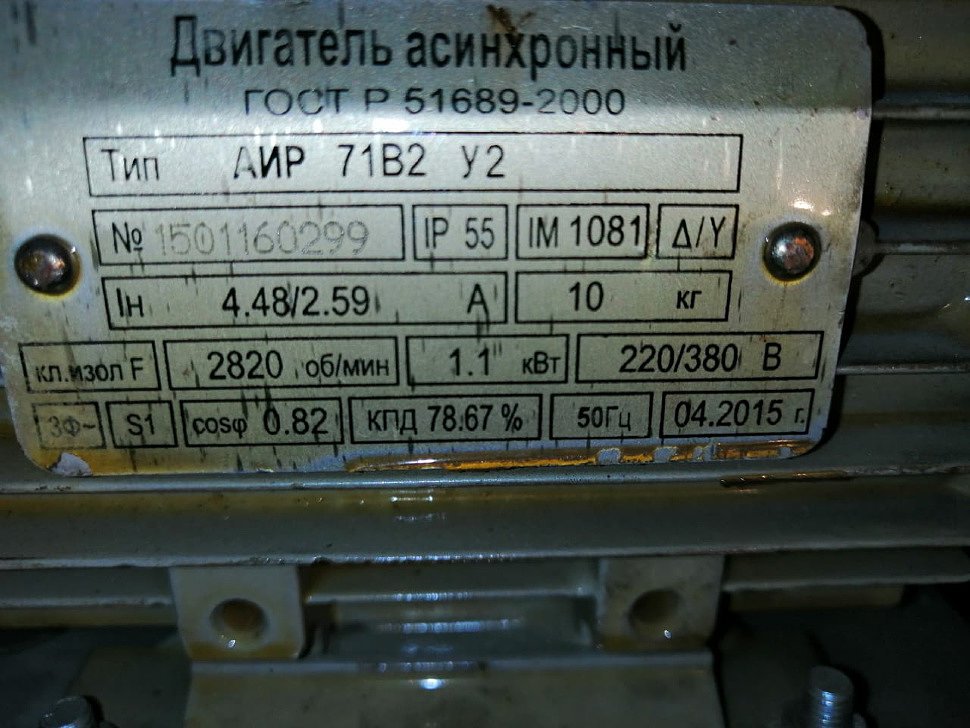 Двигатель асинхронный
ГОСТ Р 51689-2000
Тип АИР 71В2 У2
№ 1501160299 IP 55 IM 1081 Δ/Y
Iн 4.48/2.59 А 10 кг
кл.изол F 2820 об/мин 1.1 кВт 220/380 В
3Ф~ S1 cosφ 0.82 КПД 78.67 % 50Гц 04.2015 г.